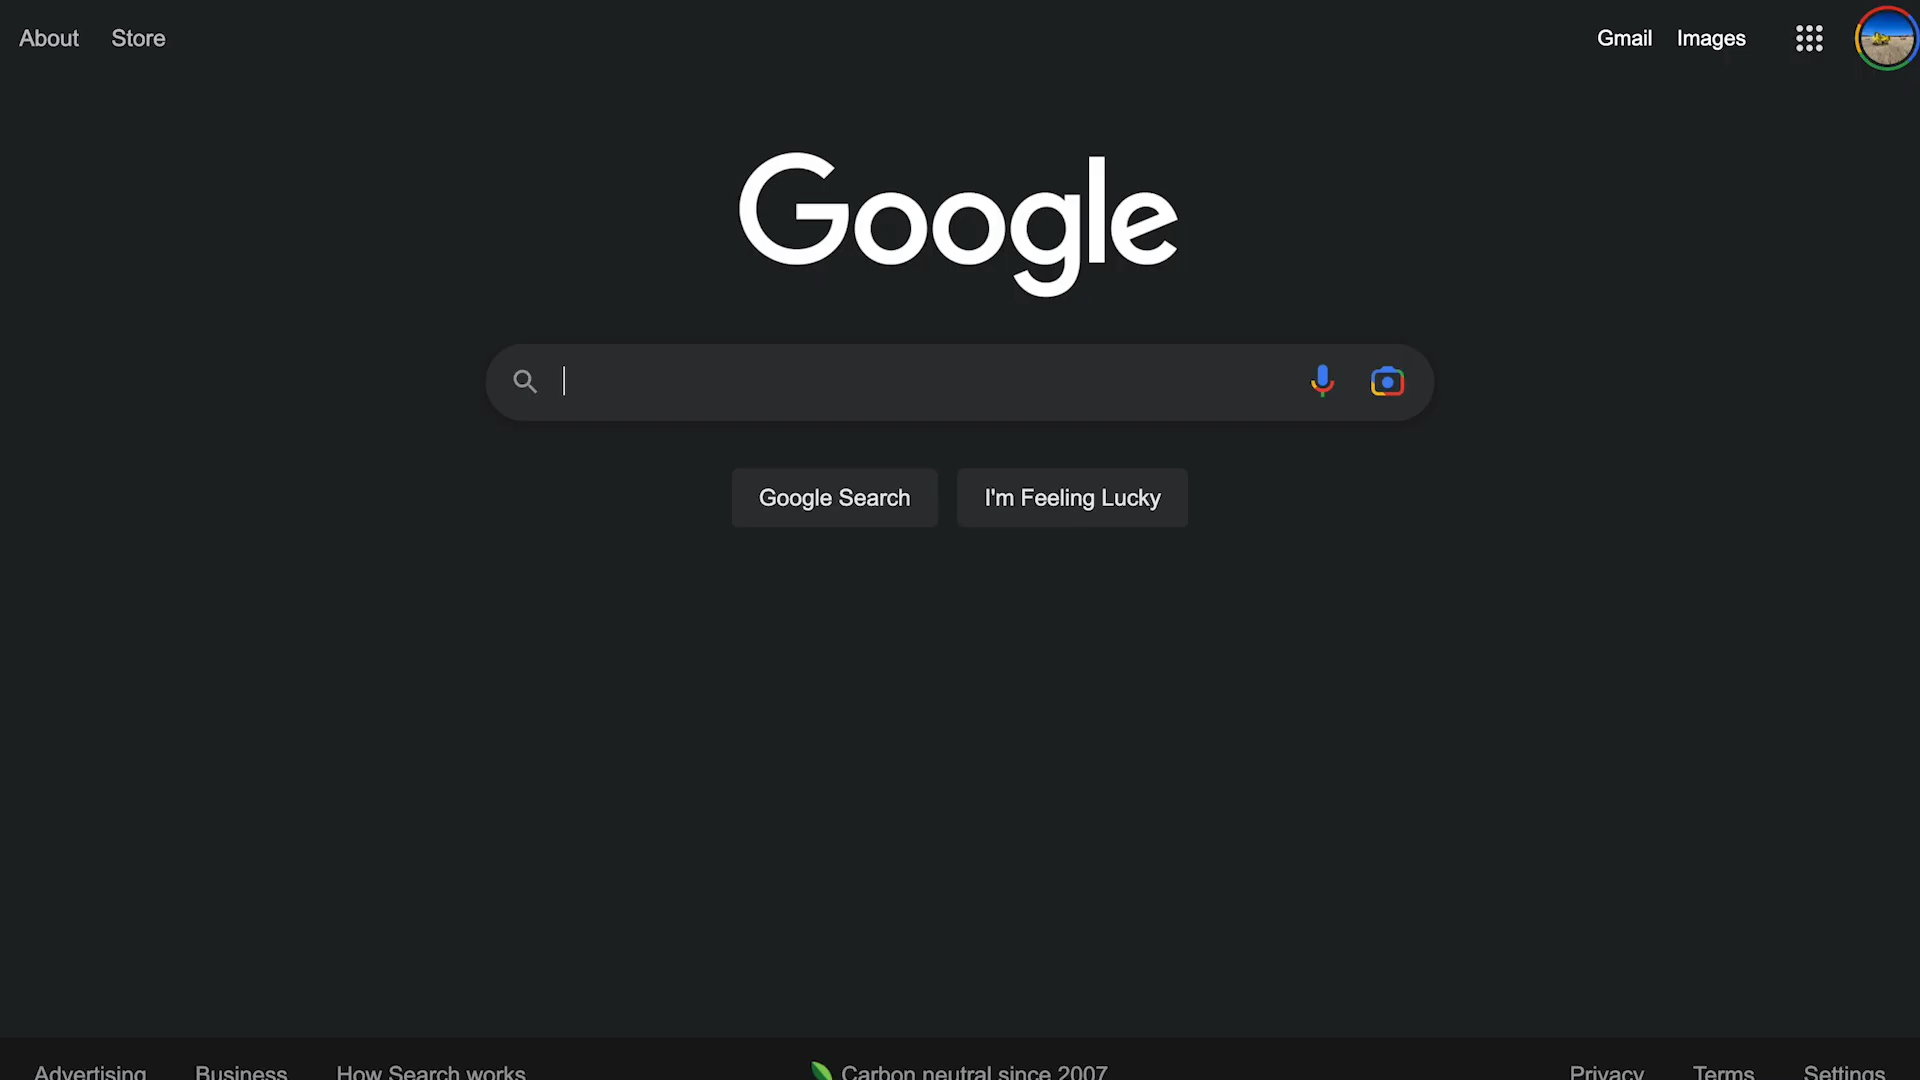 About Store Gmail Images
Google
Google Search I'm Feeling Lucky
Advertising Business How Search works Carbon neutral since 2007 Privacy Terms Settings